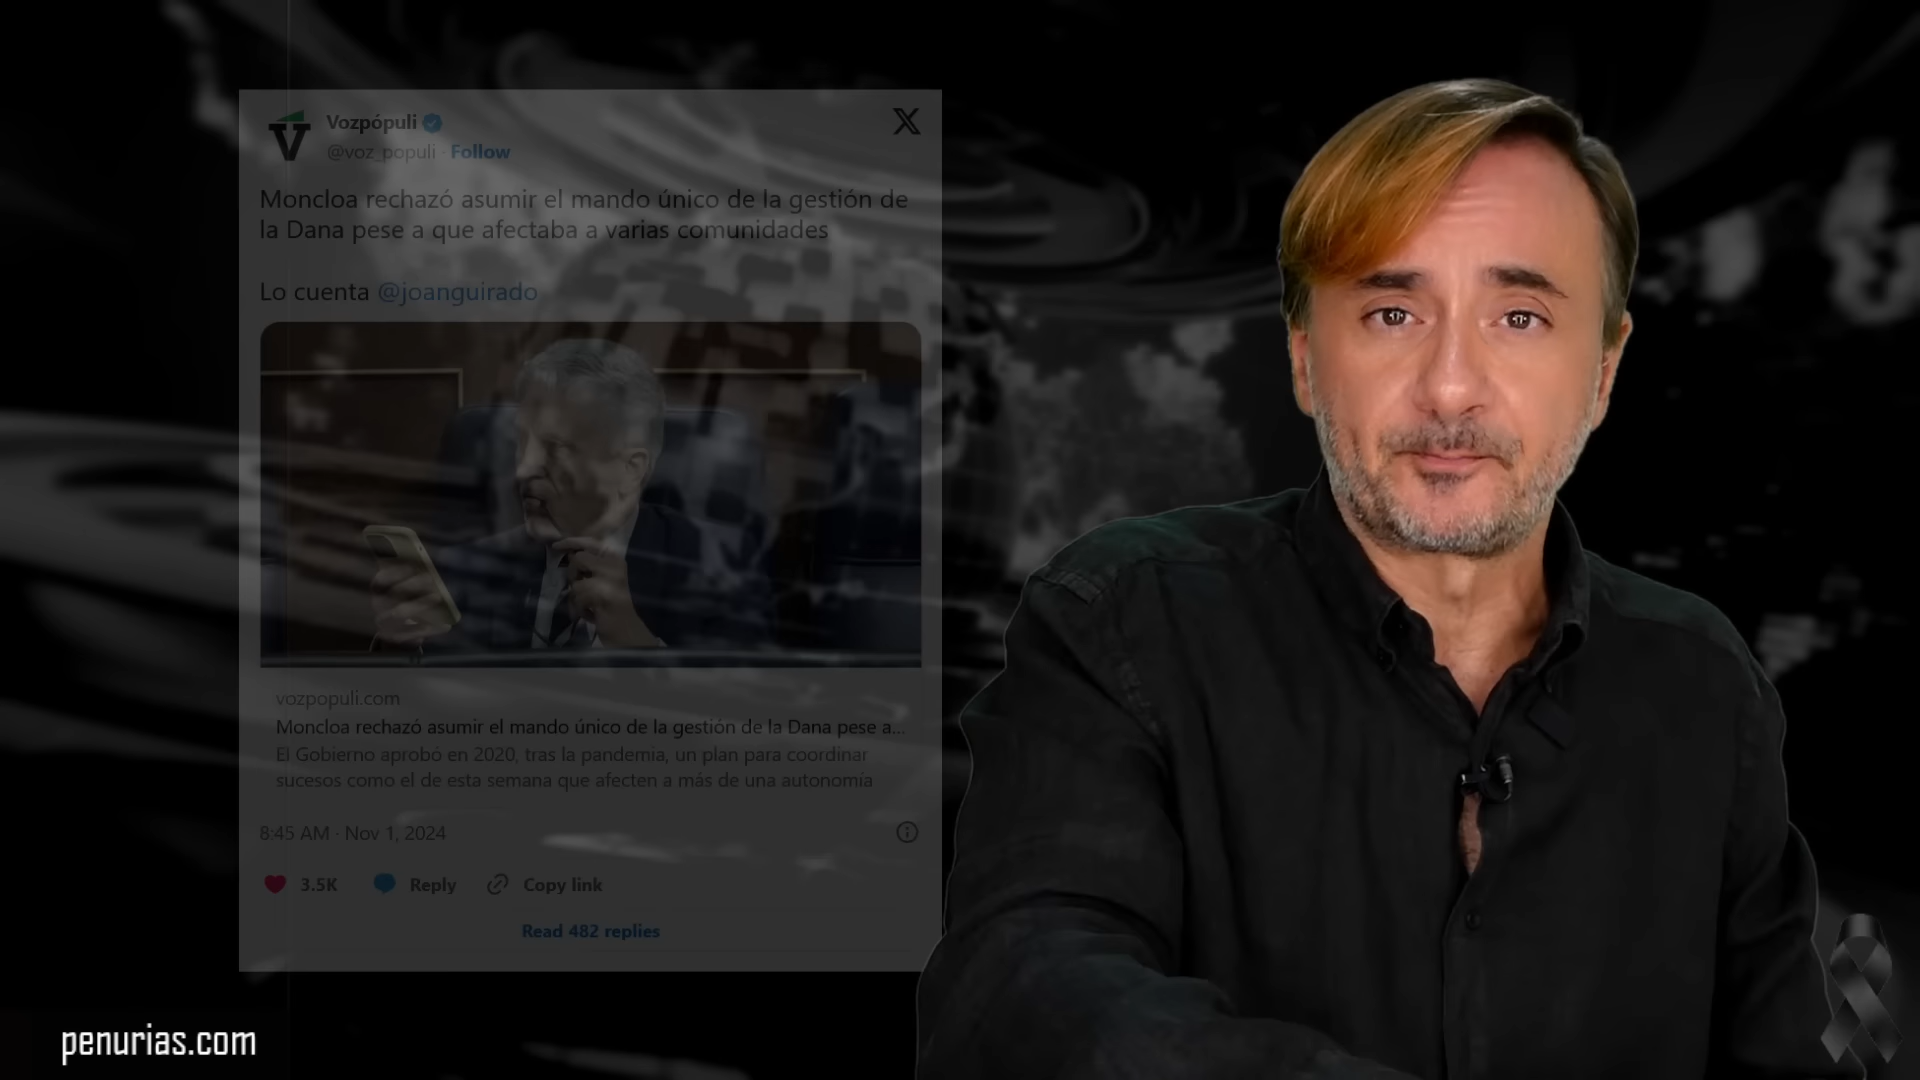 Vozpópuli
@voz_populi · Follow
Moncloa rechazó asumir el mando único de la gestión de
la Dana pese a que afectaba a varias comunidades
Lo cuenta @joanguirado
vozpopuli.com
Moncloa rechazó asumir el mando único de la gestión de la Dana pese a...
El Gobierno aprobó en 2020, tras la pandemia, un plan para coordinar
sucesos como el de esta semana que afecten a más de una autonomía
8:45 AM · Nov 1, 2024
3.5K Reply Copy link
Read 482 replies
penurias.com